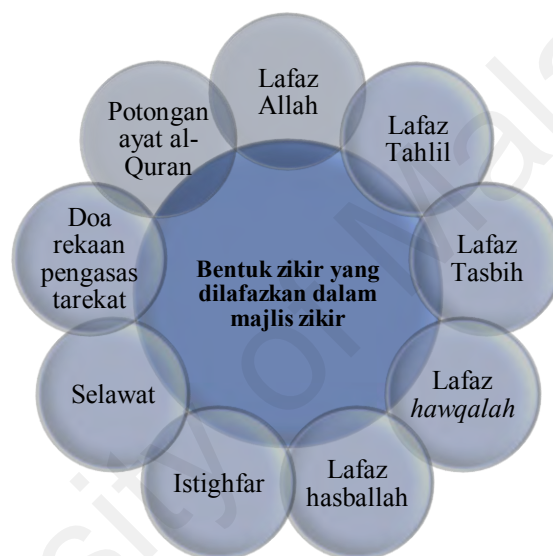 Lafaz
Allah
Lafaz
Tahlil
Lafaz
Tasbih
Lafaz
hawqalah
Lafaz
hasballah
Istighfar
Selawat
Doa
rekaan
pengasas
tarekat
Potongan
ayat al-
Quran
Bentuk zikir yang
dilafazkan dalam
majlis zikir